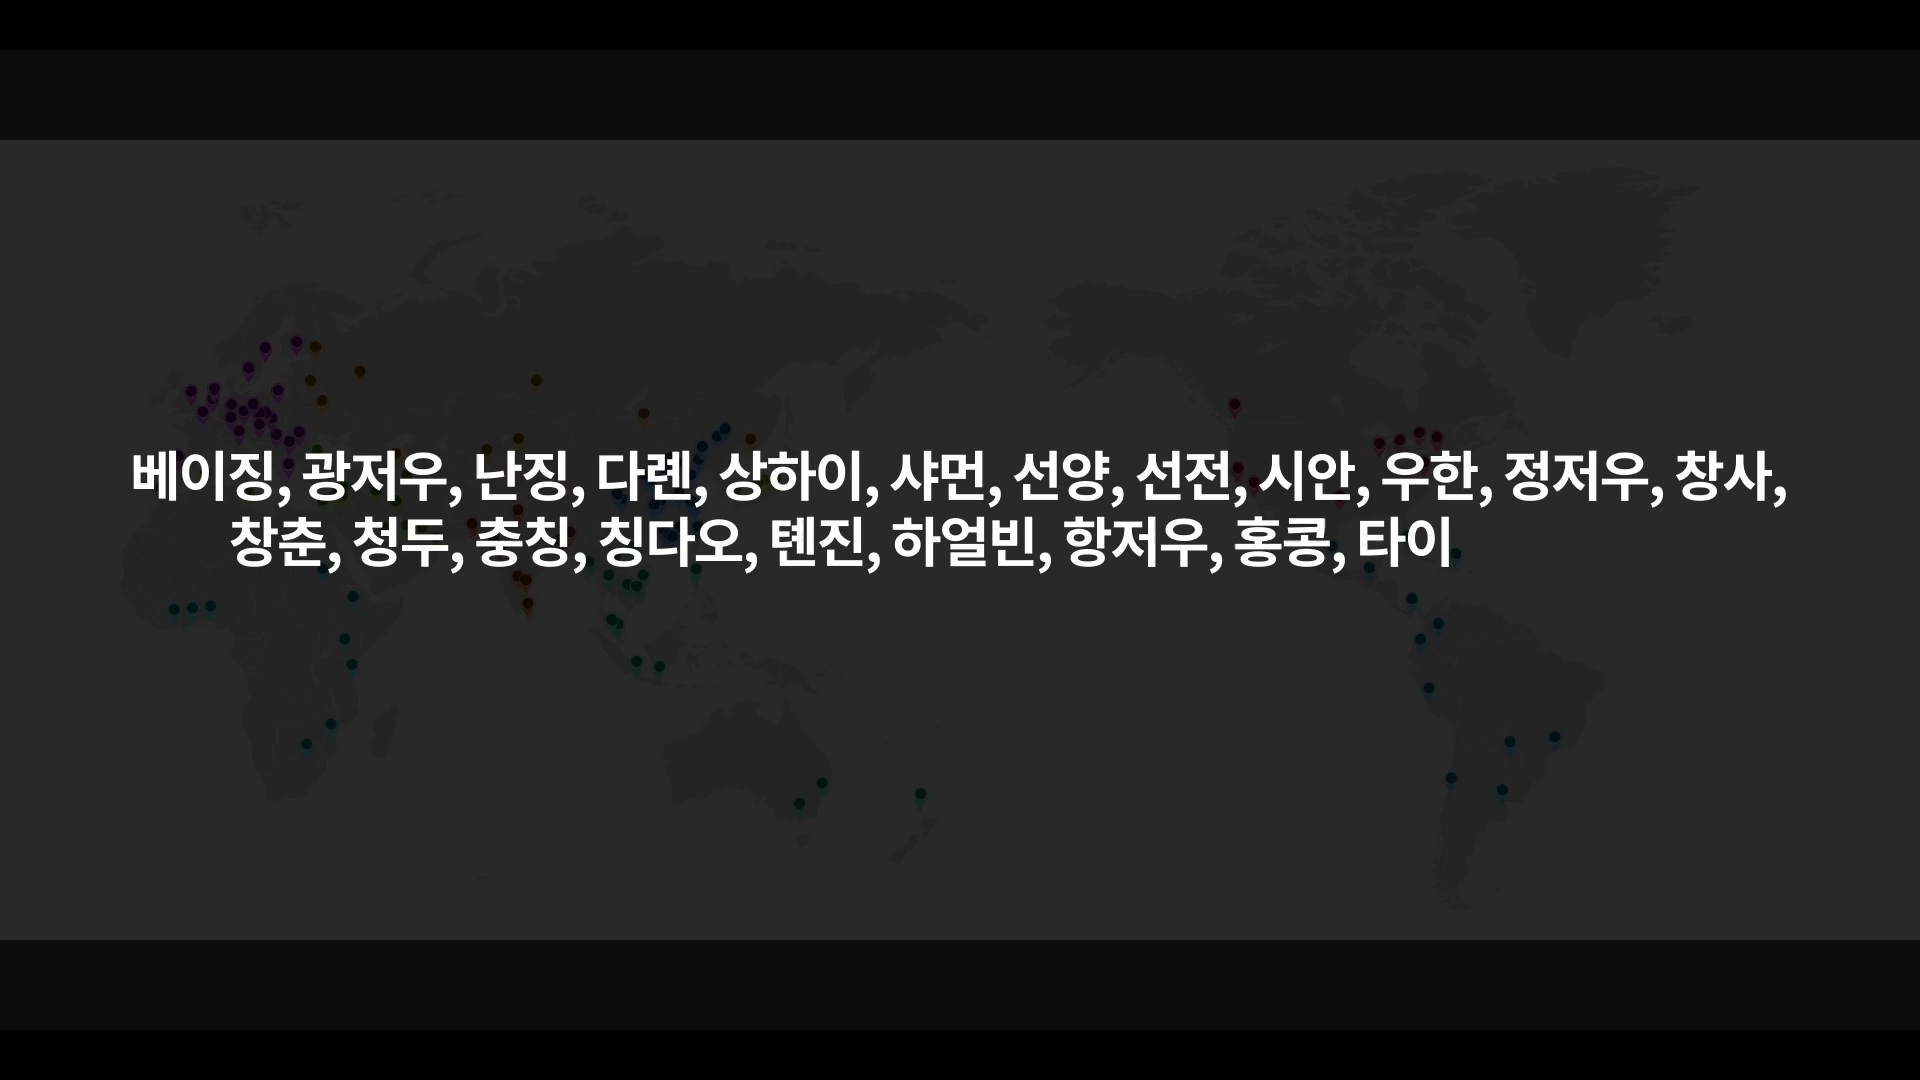 베이징, 광저우, 난징, 다롄, 상하이, 샤먼, 선양, 선전, 시안, 우한, 정저우, 창사,
창춘, 청두, 충칭, 칭다오, 톈진, 하얼빈, 항저우, 홍콩, 타이